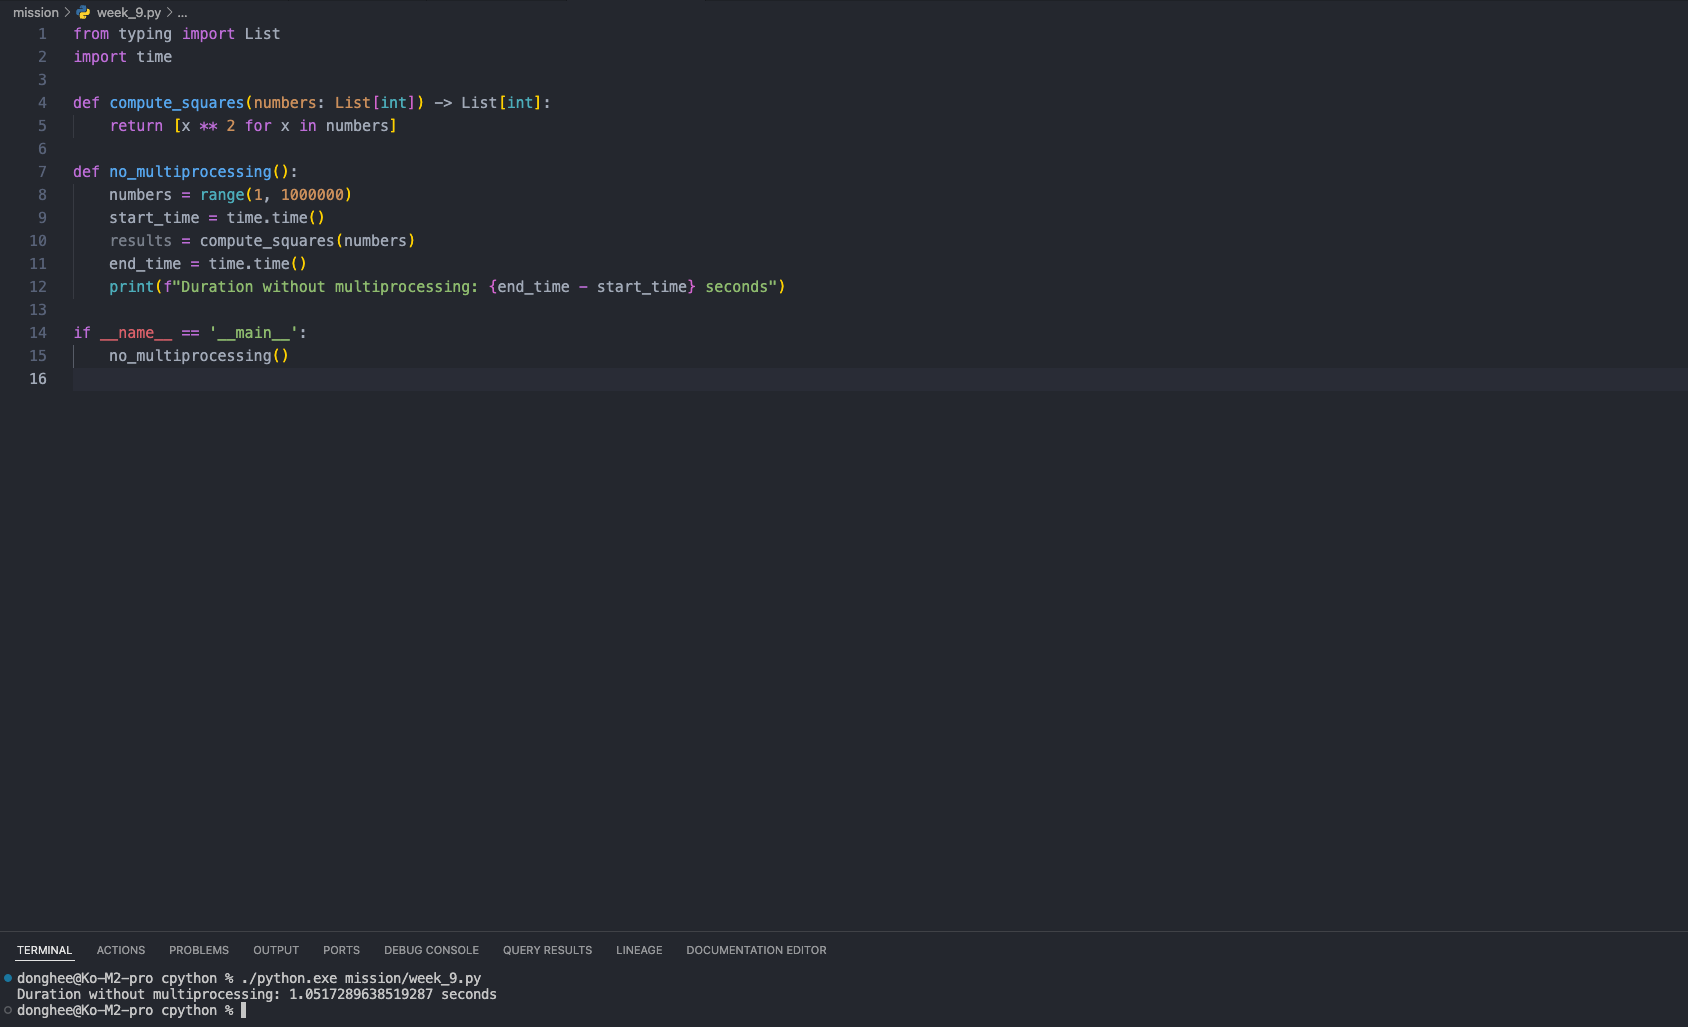 mission > week_9.py > ...
1 from typing import List
2 import time
3
4 def compute_squares(numbers: List[int]) -> List[int]:
5     return [x ** 2 for x in numbers]
6
7 def no_multiprocessing():
8     numbers = range(1, 1000000)
9     start_time = time.time()
10     results = compute_squares(numbers)
11     end_time = time.time()
12     print(f"Duration without multiprocessing: {end_time - start_time} seconds")
13
14 if __name__ == '__main__':
15     no_multiprocessing()
16
TERMINAL ACTIONS PROBLEMS OUTPUT PORTS DEBUG CONSOLE QUERY RESULTS LINEAGE DOCUMENTATION EDITOR
donghee@Ko-M2-pro cpython % ./python.exe mission/week_9.py
Duration without multiprocessing: 1.0517289638519287 seconds
donghee@Ko-M2-pro cpython %